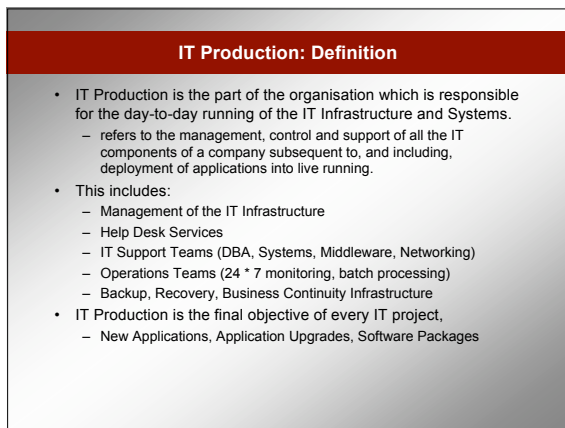 IT Production: Definition
• IT Production is the part of the organisation which is responsible
for the day-to-day running of the IT Infrastructure and Systems.
– refers to the management, control and support of all the IT
components of a company subsequent to, and including,
deployment of applications into live running.
• This includes:
– Management of the IT Infrastructure
– Help Desk Services
– IT Support Teams (DBA, Systems, Middleware, Networking)
– Operations Teams (24 * 7 monitoring, batch processing)
– Backup, Recovery, Business Continuity Infrastructure
• IT Production is the final objective of every IT project,
– New Applications, Application Upgrades, Software Packages